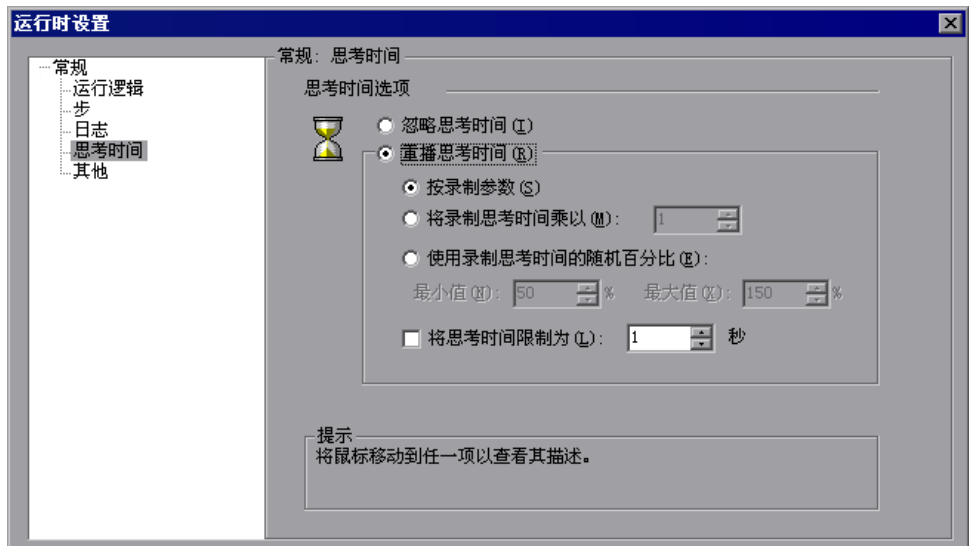 运行时设置
常规
运行逻辑
步
日志
思考时间
其他
常规: 思考时间
思考时间选项
忽略思考时间(I)
重播思考时间(R)
按录制参数(S)
将录制思考时间乘以(M): 1
使用录制思考时间的随机百分比(E):
最小值(N): 50 % 最大值(X): 150 %
将思考时间限制为(L): 1 秒
提示
将鼠标移动到任一项以查看其描述。